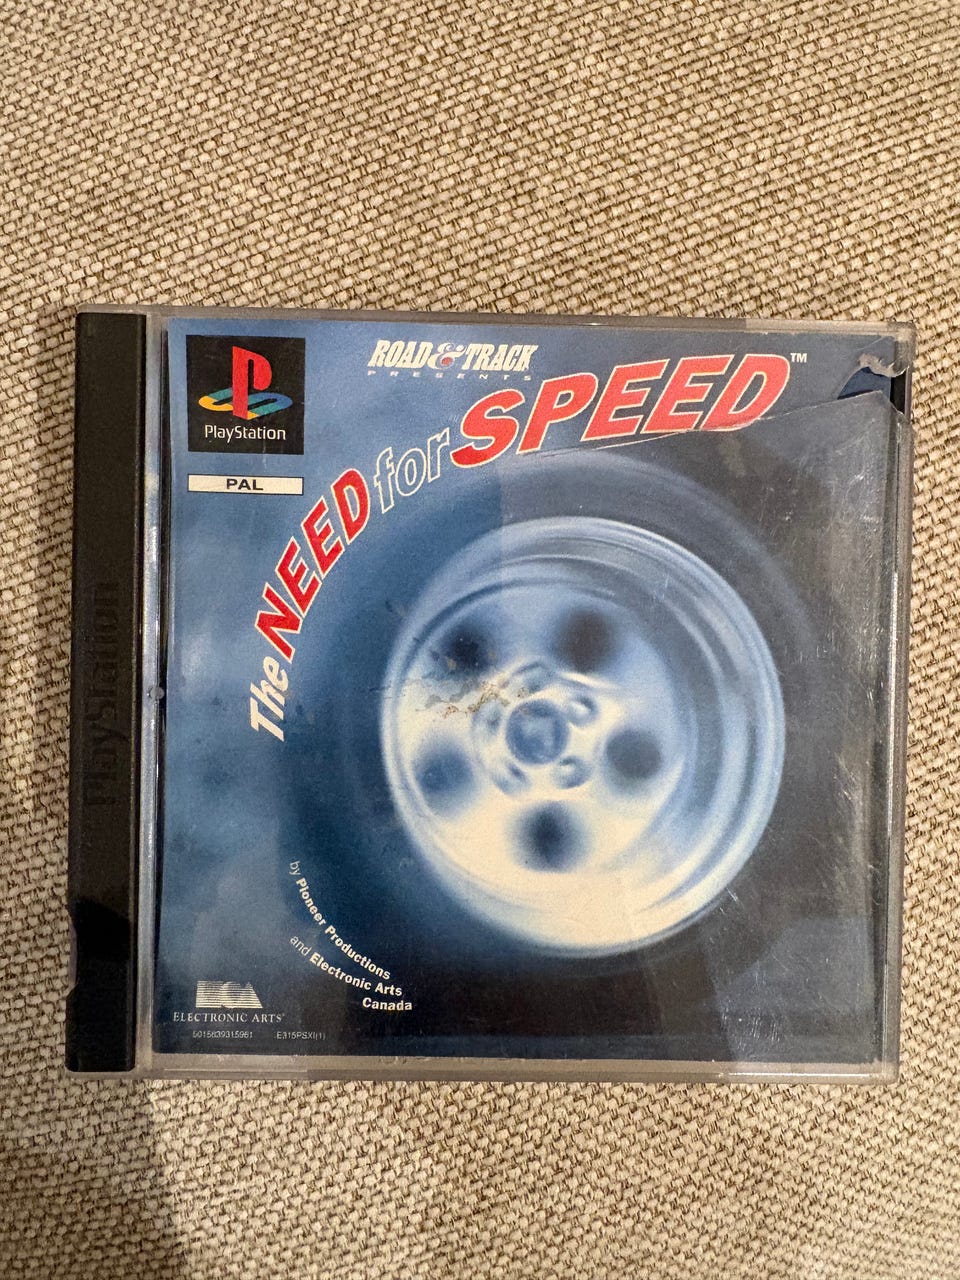 ROAD & TRACK
PRESENTS
The NEED for SPEED™
PlayStation
PAL
PlayStation
by Pioneer Productions
and Electronic Arts
Canada
ELECTRONIC ARTS®
5015839315961 E315PSXI(1)